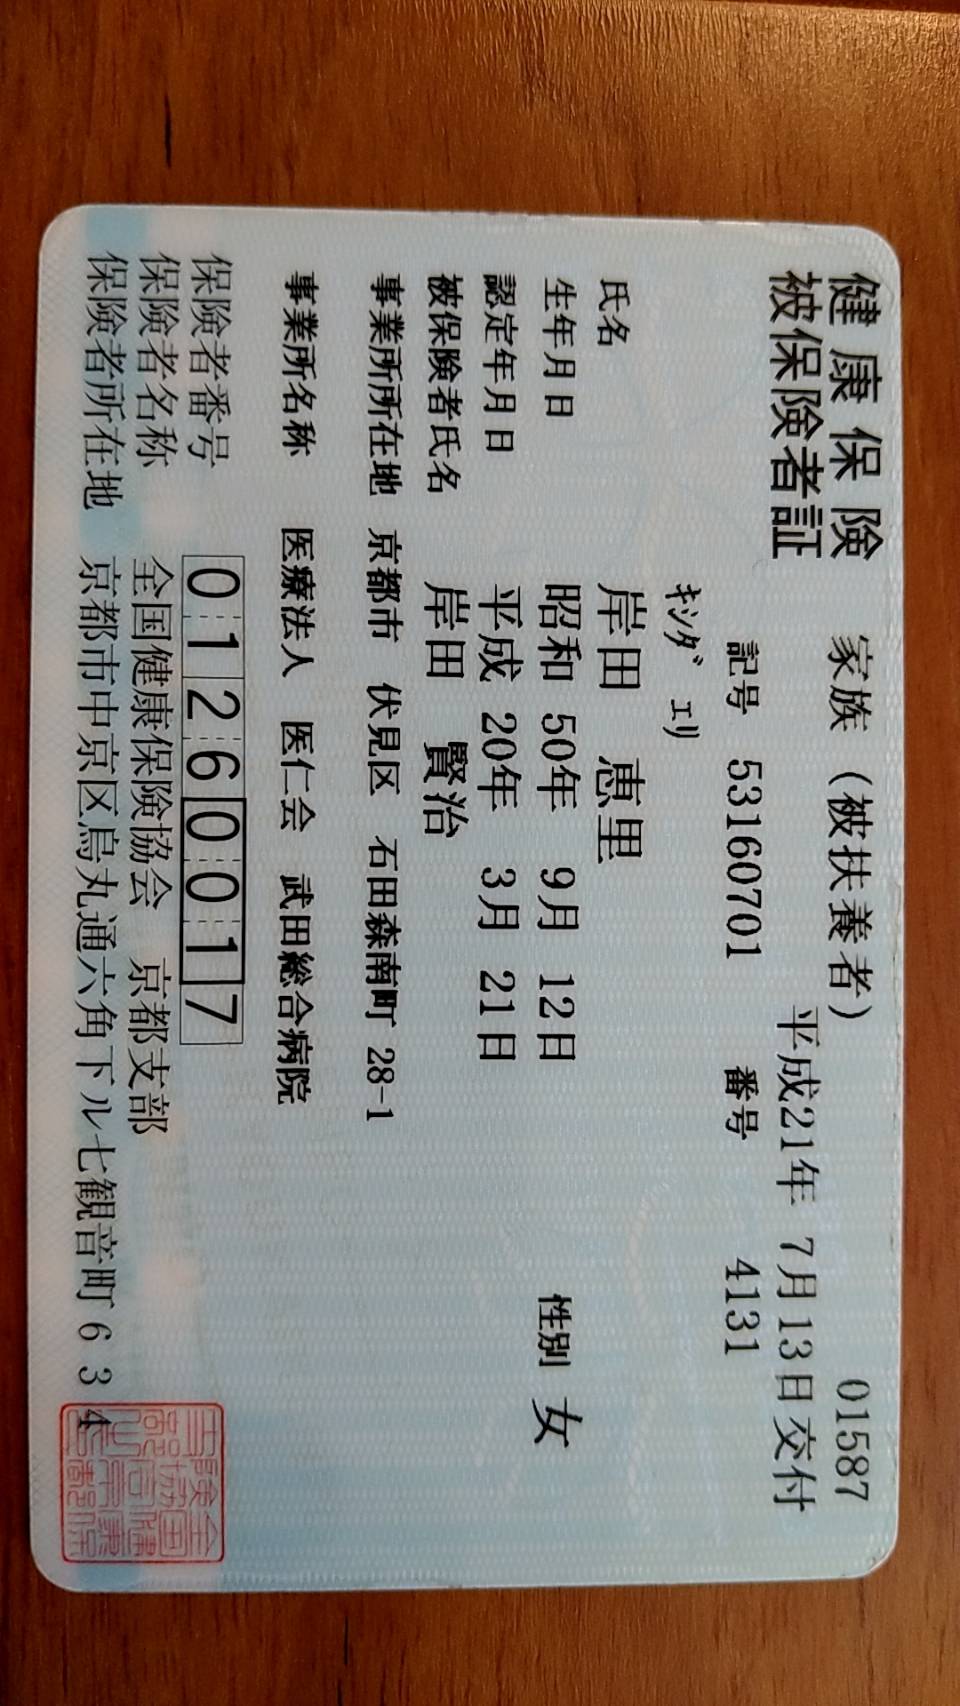 健康保険 家族（被扶養者） 01587
被保険者証 平成21年 7月13日交付
記号 53160701 番号 4131
ｷｼﾀﾞ ｴﾘ
氏名 岸田 恵里
生年月日 昭和 50年 9月 12日 性別 女
認定年月日 平成 20年 3月 21日
被保険者氏名 岸田 賢治
事業所所在地 京都市 伏見区 石田森南町 28-1
事業所名称 医療法人 医仁会 武田総合病院
保険者番号 01260017
保険者名称 全国健康保険協会 京都支部
保険者所在地 京都市中京区烏丸通六角下ル七観音町634